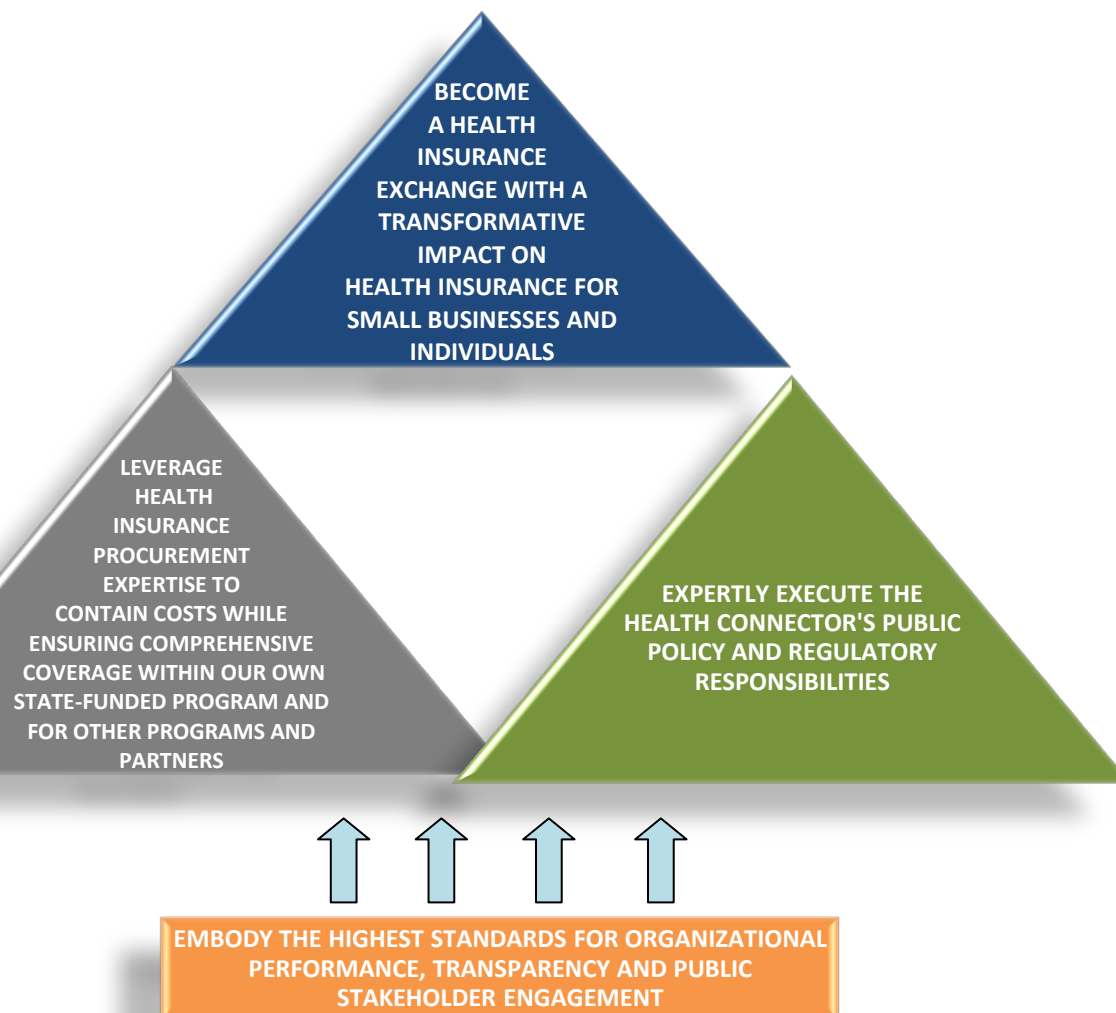 BECOME
A HEALTH
INSURANCE
EXCHANGE WITH A
TRANSFORMATIVE
IMPACT ON
HEALTH INSURANCE FOR
SMALL BUSINESSES AND
INDIVIDUALS
LEVERAGE
HEALTH
INSURANCE
PROCUREMENT
EXPERTISE TO
CONTAIN COSTS WHILE
ENSURING COMPREHENSIVE
COVERAGE WITHIN OUR OWN
STATE-FUNDED PROGRAM AND
FOR OTHER PROGRAMS AND
PARTNERS
EXPERTLY EXECUTE THE
HEALTH CONNECTOR'S PUBLIC
POLICY AND REGULATORY
RESPONSIBILITIES
EMBODY THE HIGHEST STANDARDS FOR ORGANIZATIONAL
PERFORMANCE, TRANSPARENCY AND PUBLIC
STAKEHOLDER ENGAGEMENT